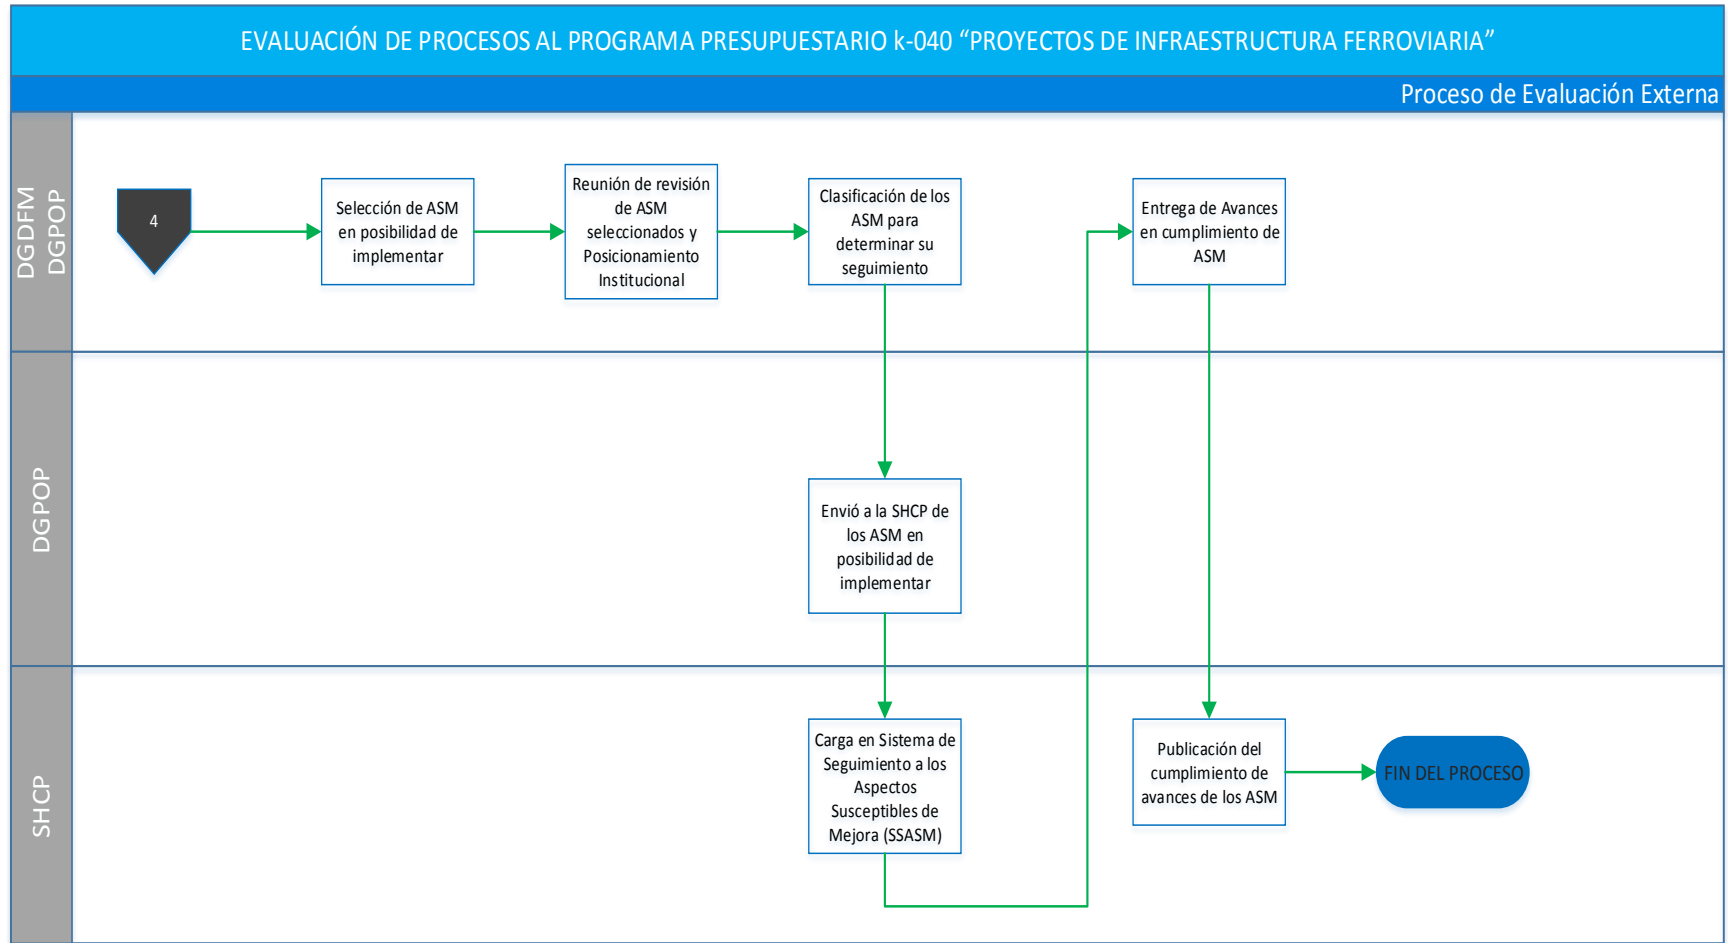 EVALUACIÓN DE PROCESOS AL PROGRAMA PRESUPUESTARIO k-040 “PROYECTOS DE INFRAESTRUCTURA FERROVIARIA”
Proceso de Evaluación Externa
DGDFM
DGPOP
4
Selección de ASM
en posibilidad de
implementar
Reunión de revisión
de ASM
seleccionados y
Posicionamiento
Institucional
Clasificación de los
ASM para
determinar su
seguimiento
Entrega de Avances
en cumplimiento de
ASM
DGPOP
Envió a la SHCP de
los ASM en
posibilidad de
implementar
SHCP
Carga en Sistema de
Seguimiento a los
Aspectos
Susceptibles de
Mejora (SSASM)
Publicación del
cumplimiento de
avances de los ASM
FIN DEL PROCESO